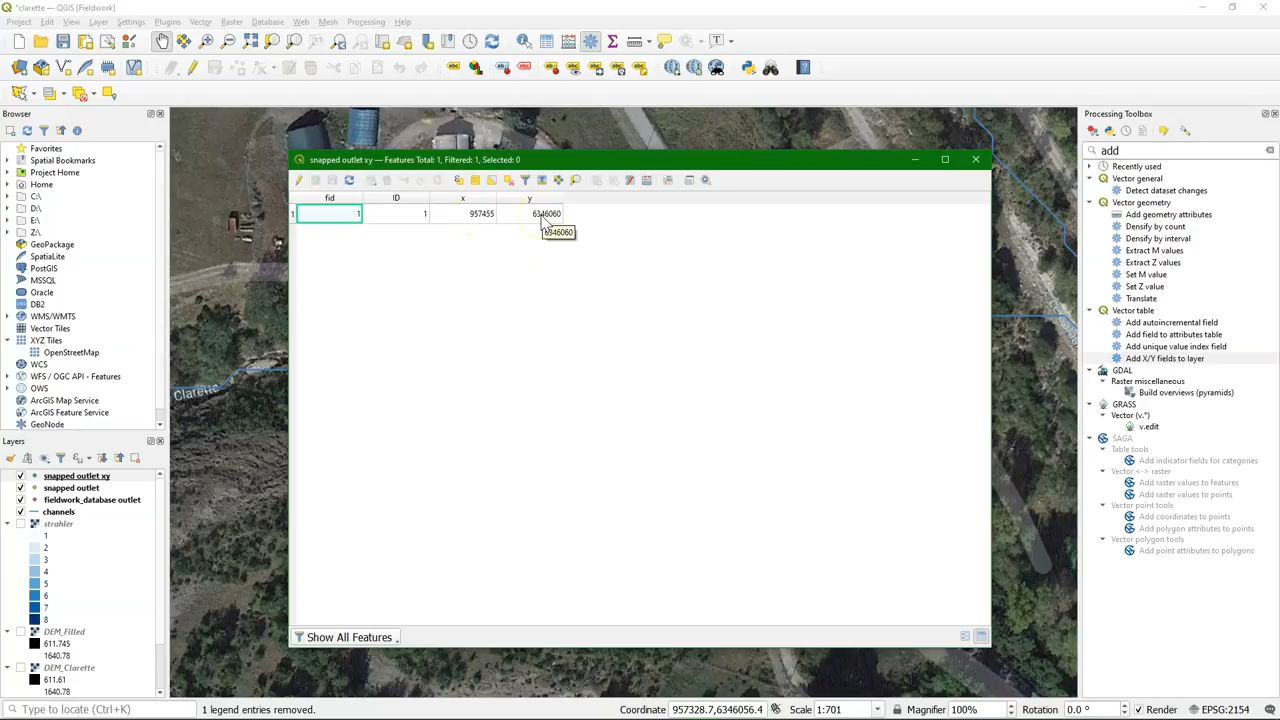 *clarette — QGIS [Fieldwork]
Project Edit View Layer Settings Plugins Vector Raster Database Web Mesh Processing Help
Browser
Favorites
Spatial Bookmarks
Project Home
Home
C:\
D:\
E:\
Z:\
GeoPackage
SpatiaLite
PostGIS
MSSQL
Oracle
DB2
WMS/WMTS
Vector Tiles
XYZ Tiles
OpenStreetMap
WCS
WFS / OGC API - Features
OWS
ArcGIS Map Service
ArcGIS Feature Service
GeoNode
Layers
snapped outlet xy
snapped outlet
fieldwork_database outlet
channels
strahler
1
2
3
4
5
6
7
8
DEM_Filled
611.745
1640.78
DEM_Clarette
611.61
1640.78
Clarette
snapped outlet xy — Features Total: 1, Filtered: 1, Selected: 0
fid ID x y
1 1 1 957455 6346060
6346060
Show All Features
Processing Toolbox
add
Recently used
Vector general
Detect dataset changes
Vector geometry
Add geometry attributes
Densify by count
Densify by interval
Extract M values
Extract Z values
Set M value
Set Z value
Translate
Vector table
Add autoincremental field
Add field to attributes table
Add unique value index field
Add X/Y fields to layer
GDAL
Raster miscellaneous
Build overviews (pyramids)
GRASS
Vector (v.*)
v.edit
SAGA
Table tools
Add indicator fields for categories
Vector <-> raster
Add raster values to features
Add raster values to points
Vector point tools
Add coordinates to points
Add polygon attributes to points
Vector polygon tools
Add point attributes to polygons
Type to locate (Ctrl+K) 1 legend entries removed. Coordinate 957328.7,6346056.4 Scale 1:701 Magnifier 100% Rotation 0.0 ° Render EPSG:2154